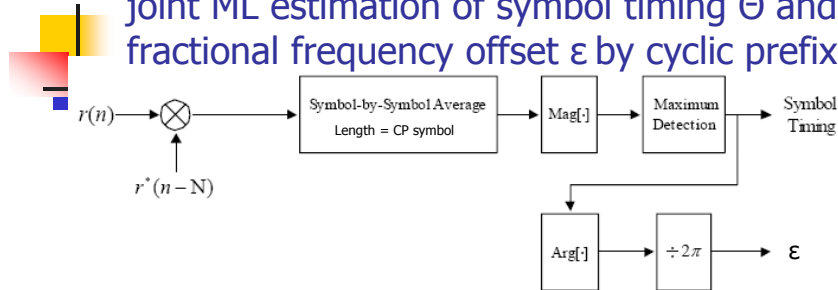 joint ML estimation of symbol timing Θ and
fractional frequency offset ε by cyclic prefix
r(n)
Symbol-by-Symbol Average
Length = CP symbol
Mag[·]
Maximum
Detection
Symbol
Timing
r*(n−N)
Arg[·]
÷2π
ε